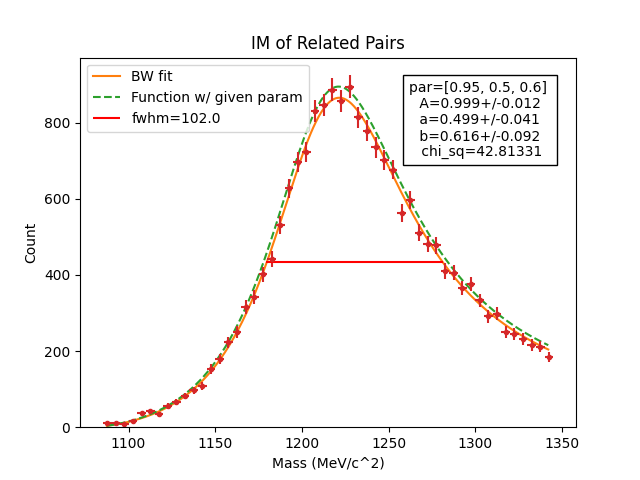 IM of Related Pairs
BW fit
Function w/ given param
fwhm=102.0
par=[0.95, 0.5, 0.6]
A=0.999+/-0.012
a=0.499+/-0.041
b=0.616+/-0.092
chi_sq=42.81331
Count
800
600
400
200
0
1100 1150 1200 1250 1300 1350
Mass (MeV/c^2)